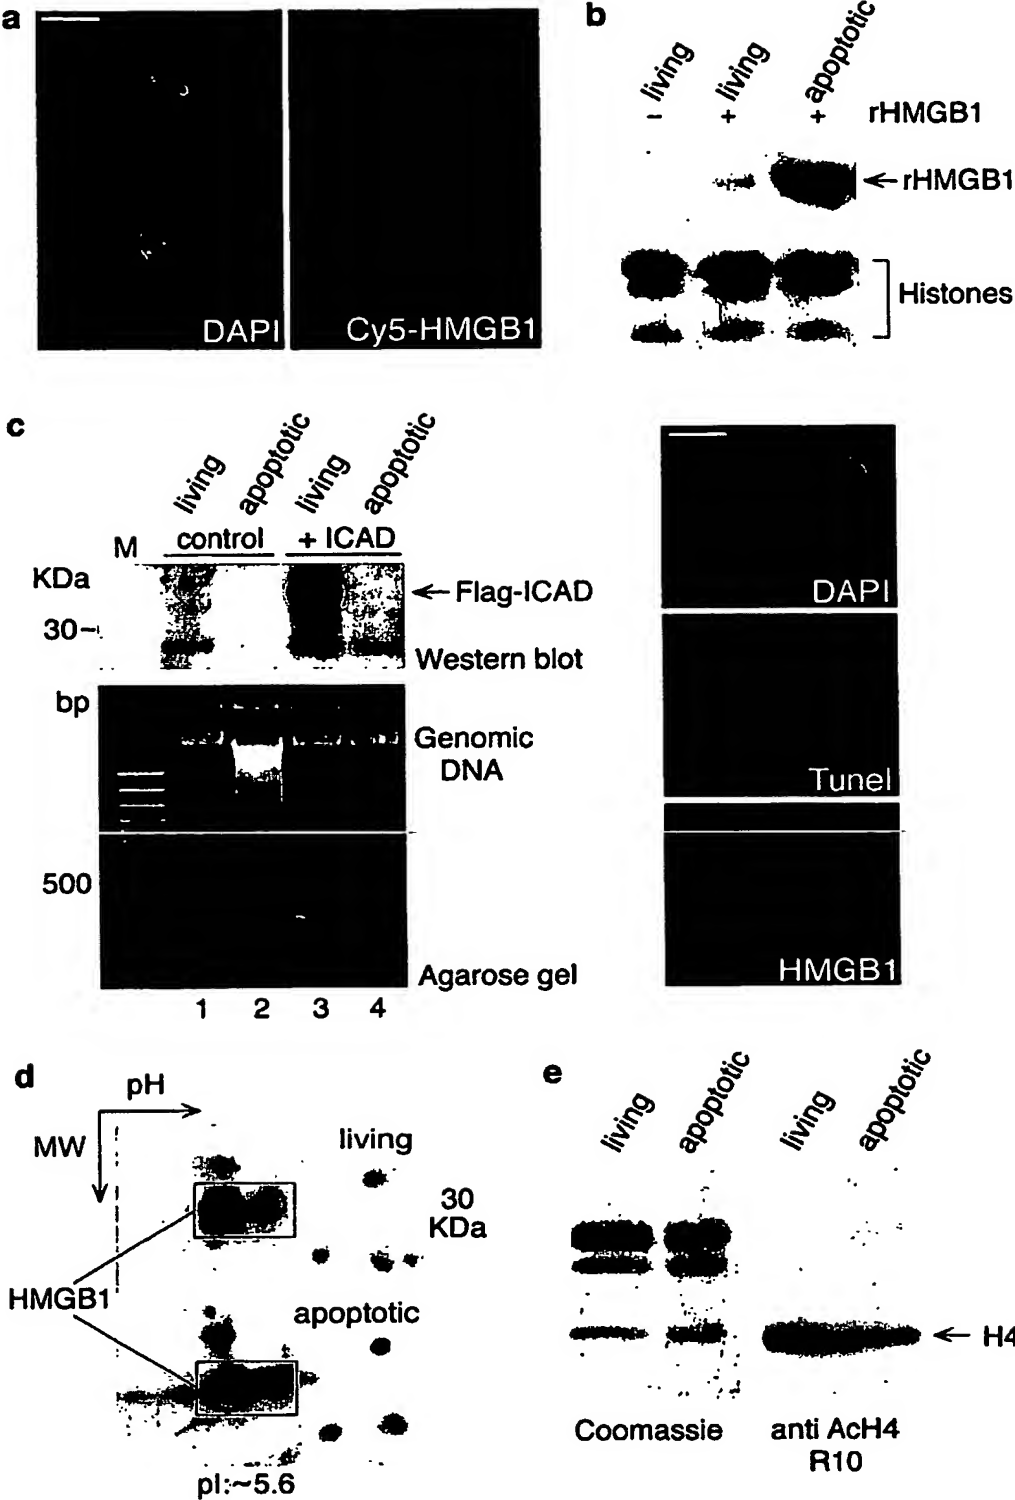 a
DAPI
Cy5-HMGB1
b
living
living
apoptotic
- + + rHMGB1
rHMGB1
Histones
c
living
apoptotic
living
apoptotic
M
control
+ ICAD
KDa
30
Flag-ICAD
Western blot
bp
Genomic
DNA
500
Agarose gel
1 2 3 4
DAPI
Tunel
HMGB1
d
pH
MW
living
30
KDa
HMGB1
apoptotic
pI:~5.6
e
living
apoptotic
living
apoptotic
H4
Coomassie
anti AcH4
R10